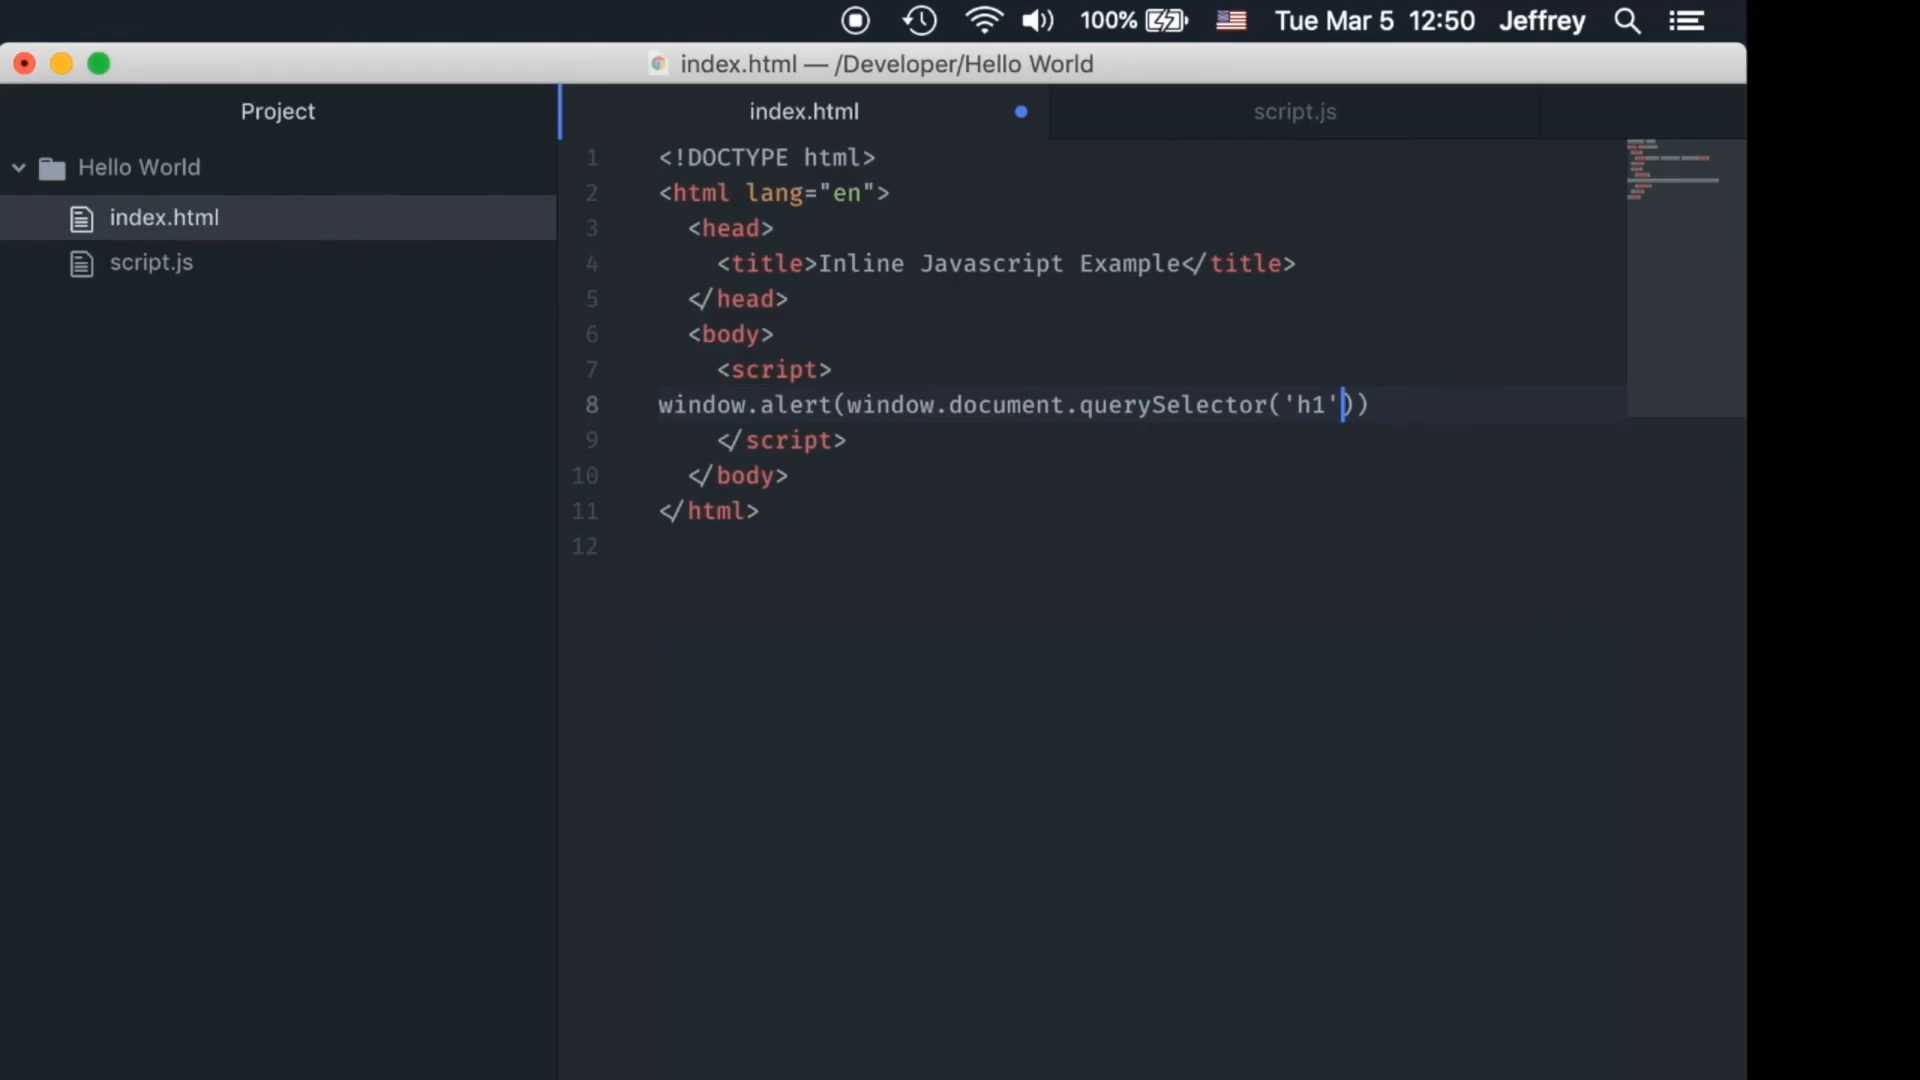 100% Tue Mar 5 12:50 Jeffrey
index.html — /Developer/Hello World
Project
index.html
script.js
Hello World
index.html
script.js
1 <!DOCTYPE html>
2 <html lang="en">
3 <head>
4 <title>Inline Javascript Example</title>
5 </head>
6 <body>
7 <script>
8 window.alert(window.document.querySelector('h1'))
9 </script>
10 </body>
11 </html>
12